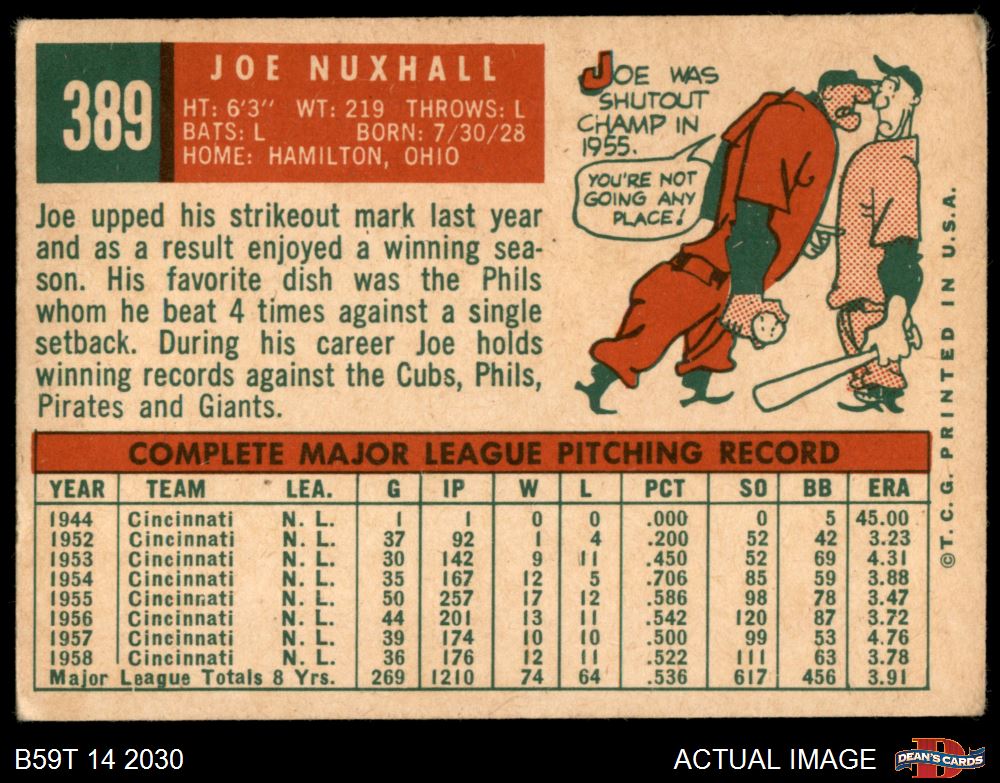 389
JOE NUXHALL
HT: 6'3" WT: 219 THROWS: L
BATS: L BORN: 7/30/28
HOME: HAMILTON, OHIO
Joe upped his strikeout mark last year
and as a result enjoyed a winning sea-
son. His favorite dish was the Phils
whom he beat 4 times against a single
setback. During his career Joe holds
winning records against the Cubs, Phils,
Pirates and Giants.
JOE WAS
SHUTOUT
CHAMP IN
1955.
YOU'RE NOT
GOING ANY
PLACE!
COMPLETE MAJOR LEAGUE PITCHING RECORD
YEAR TEAM LEA. G IP W L PCT SO BB ERA
1944 Cincinnati N. L. 1 1 0 0 .000 0 5 45.00
1952 Cincinnati N. L. 37 92 1 4 .200 52 42 3.23
1953 Cincinnati N. L. 30 142 9 11 .450 52 69 4.31
1954 Cincinnati N. L. 35 167 12 5 .706 85 59 3.88
1955 Cincinnati N. L. 50 257 17 12 .586 98 78 3.47
1956 Cincinnati N. L. 44 201 13 11 .542 120 87 3.72
1957 Cincinnati N. L. 39 174 10 10 .500 99 53 4.76
1958 Cincinnati N. L. 36 176 12 11 .522 111 63 3.78
Major League Totals 8 Yrs. 269 1210 74 64 .536 617 456 3.91
©T. C. G. PRINTED IN U.S.A.
B59T 14 2030
ACTUAL IMAGE
D
DEAN'S CARDS